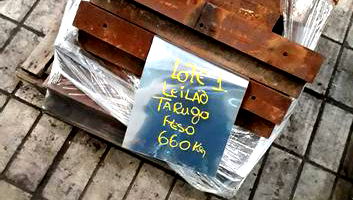 LOTE 1
LEILÃO
TARUGO
PESO
660 Kg